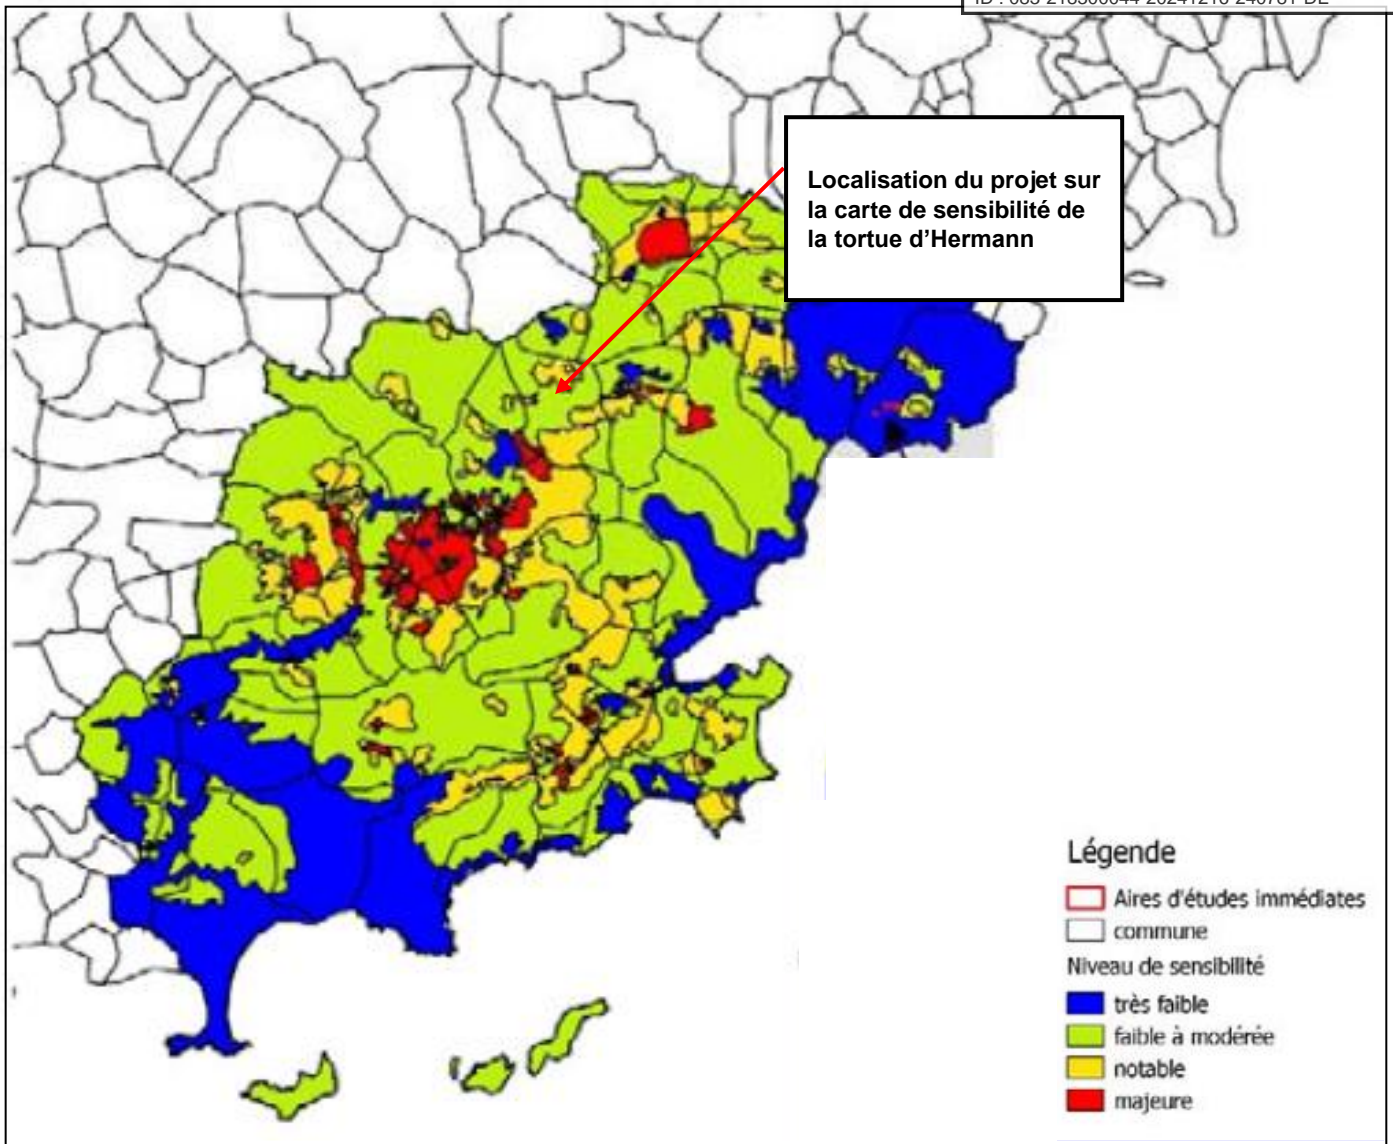 Localisation du projet sur
la carte de sensibilité de
la tortue d'Hermann
Légende
Aires d'études immédiates
commune
Niveau de sensibilité
très faible
faible à modérée
notable
majeure